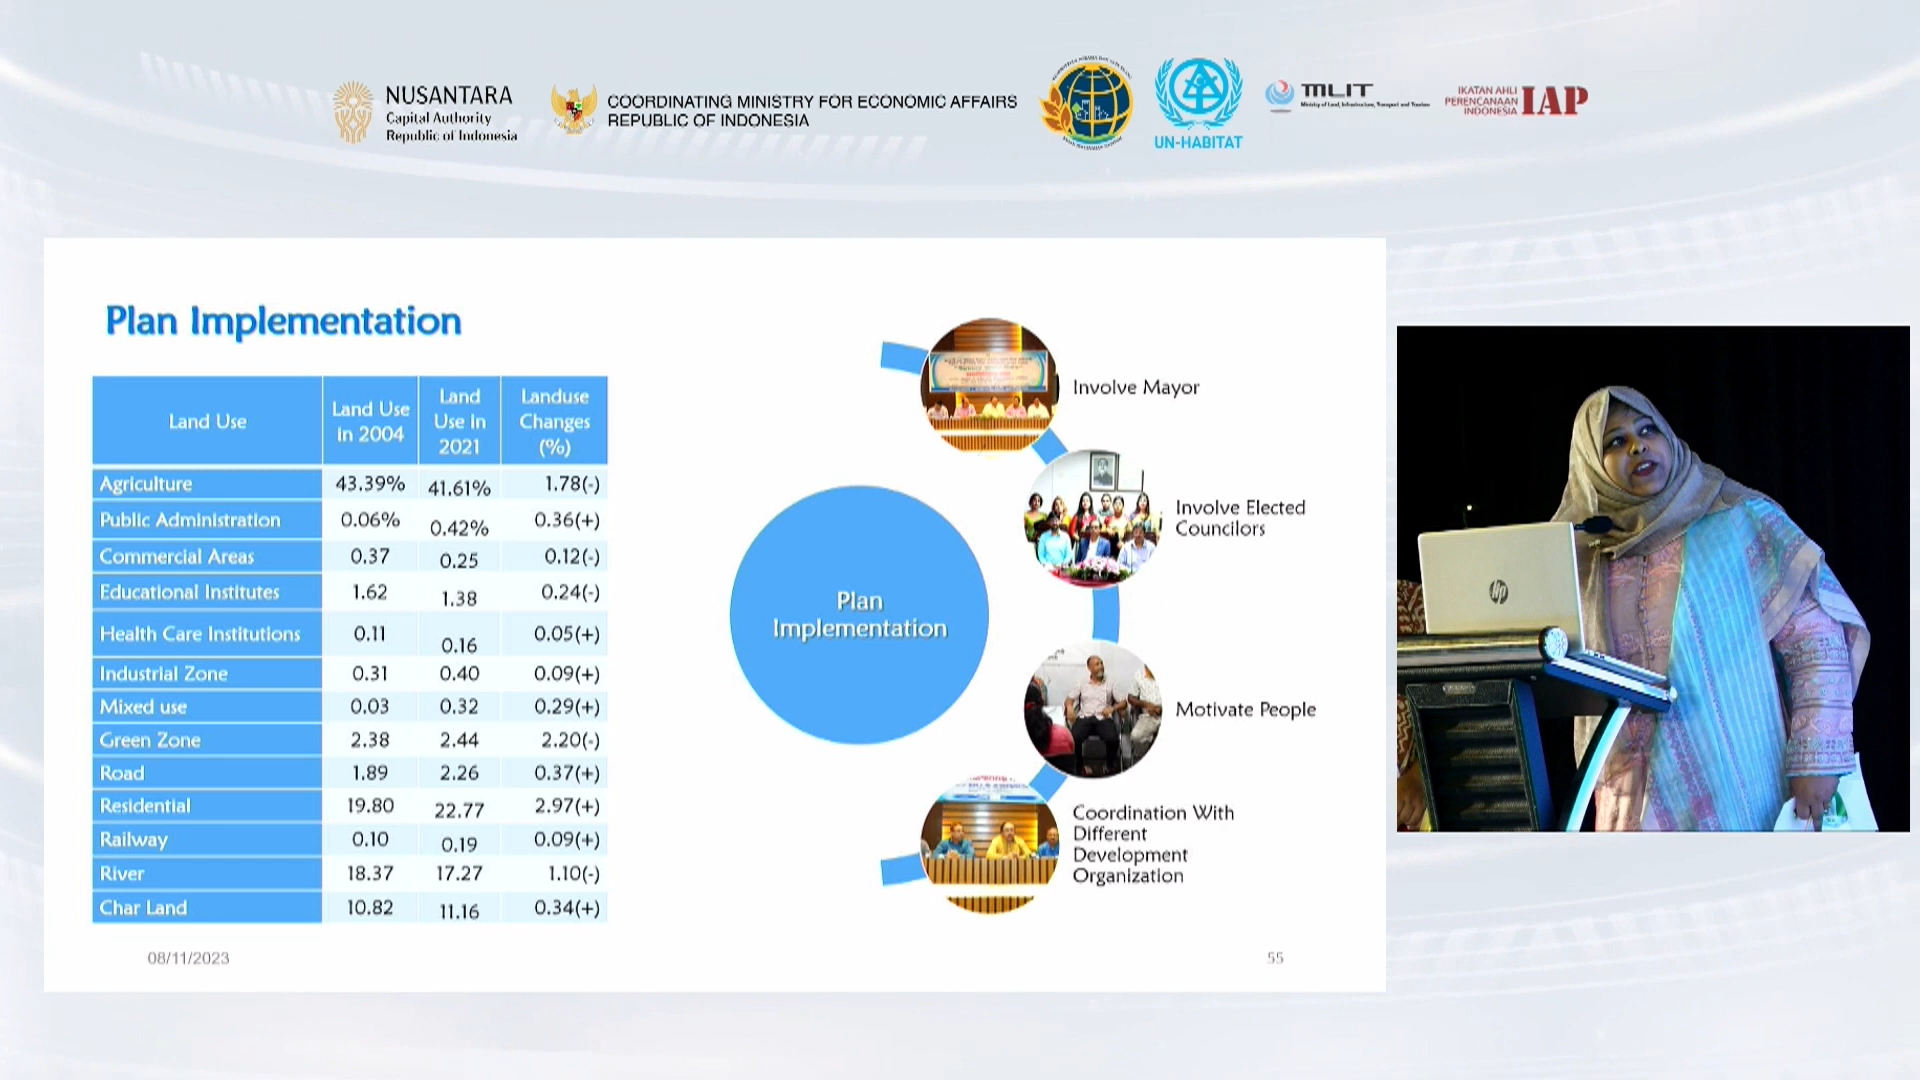 NUSANTARA
Capital Authority
Republic of Indonesia
COORDINATING MINISTRY FOR ECONOMIC AFFAIRS
REPUBLIC OF INDONESIA
UN-HABITAT
MLIT
Ministry of Land, Infrastructure, Transport and Tourism
IKATAN AHLI
PERENCANAAN
INDONESIA
IAP
Plan Implementation
Land Use
Land Use in 2004
Land Use in 2021
Landuse Changes (%)
Agriculture 43.39% 41.61% 1.78(-)
Public Administration 0.06% 0.42% 0.36(+)
Commercial Areas 0.37 0.25 0.12(-)
Educational Institutes 1.62 1.38 0.24(-)
Health Care Institutions 0.11 0.16 0.05(+)
Industrial Zone 0.31 0.40 0.09(+)
Mixed use 0.03 0.32 0.29(+)
Green Zone 2.38 2.44 2.20(-)
Road 1.89 2.26 0.37(+)
Residential 19.80 22.77 2.97(+)
Railway 0.10 0.19 0.09(+)
River 18.37 17.27 1.10(-)
Char Land 10.82 11.16 0.34(+)
Plan
Implementation
Involve Mayor
Involve Elected
Councilors
Motivate People
Coordination With
Different
Development
Organization
08/11/2023
55
hp